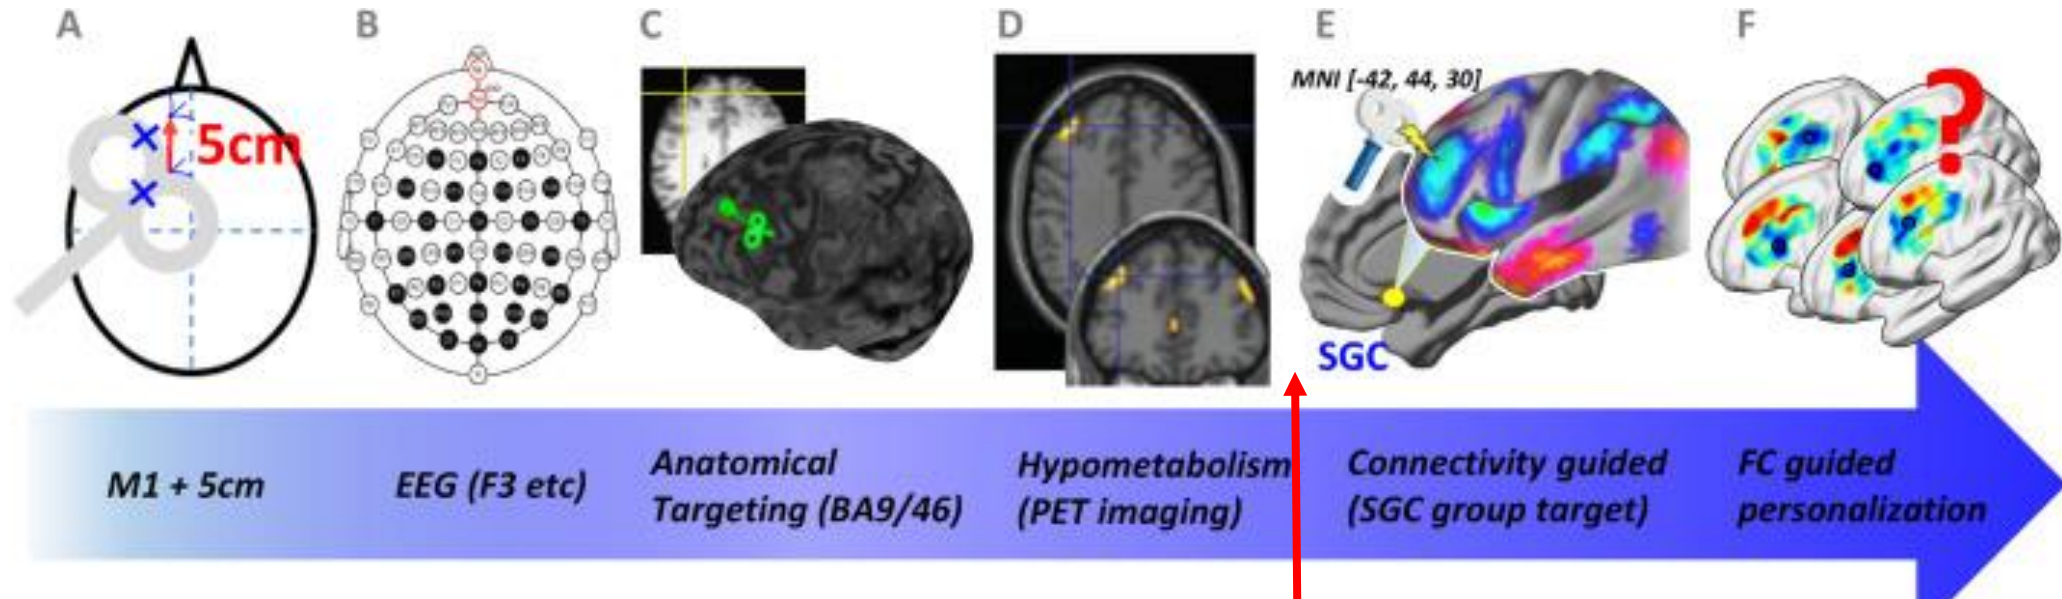 A
B
C
D
E
F
5cm
MNI [-42, 44, 30]
?
SGC
M1 + 5cm
EEG (F3 etc)
Anatomical
Targeting (BA9/46)
Hypometabolism
(PET imaging)
Connectivity guided
(SGC group target)
FC guided
personalization